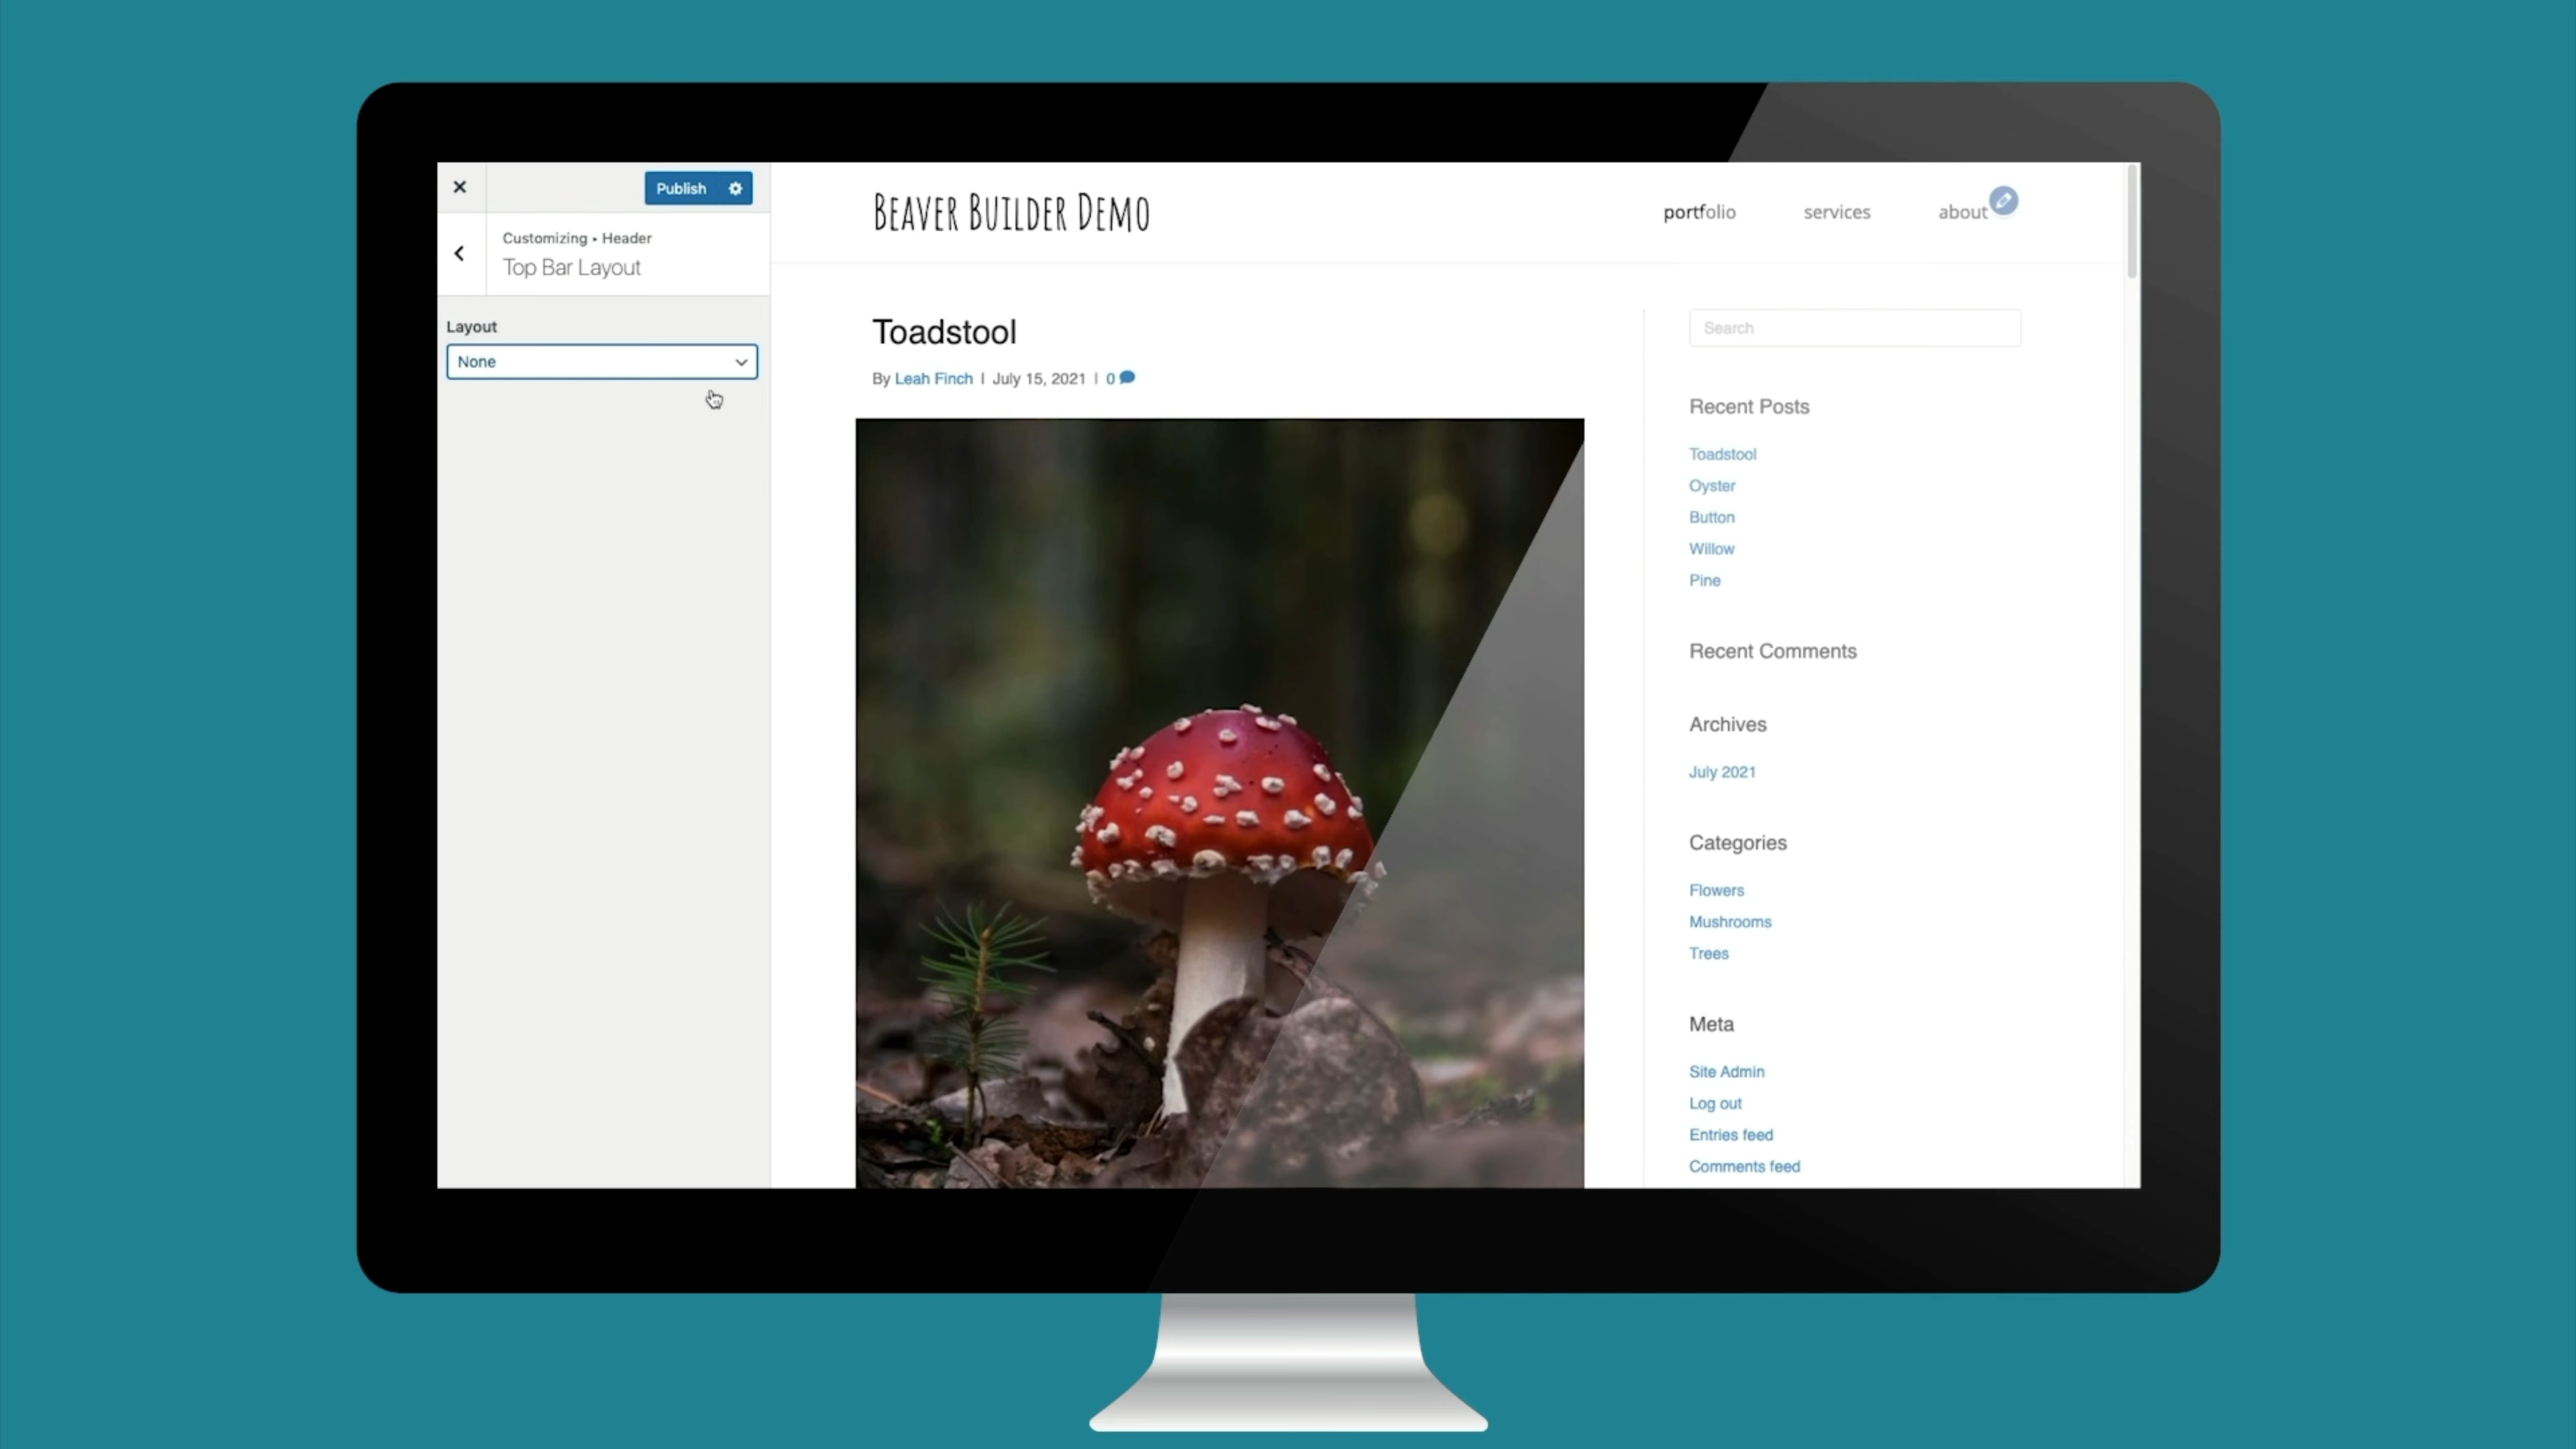 Publish
Customizing • Header
Top Bar Layout
Layout
None
BEAVER BUILDER DEMO
portfolio services about
Toadstool
By Leah Finch | July 15, 2021 | 0
Search
Recent Posts
Toadstool
Oyster
Button
Willow
Pine
Recent Comments
Archives
July 2021
Categories
Flowers
Mushrooms
Trees
Meta
Site Admin
Log out
Entries feed
Comments feed